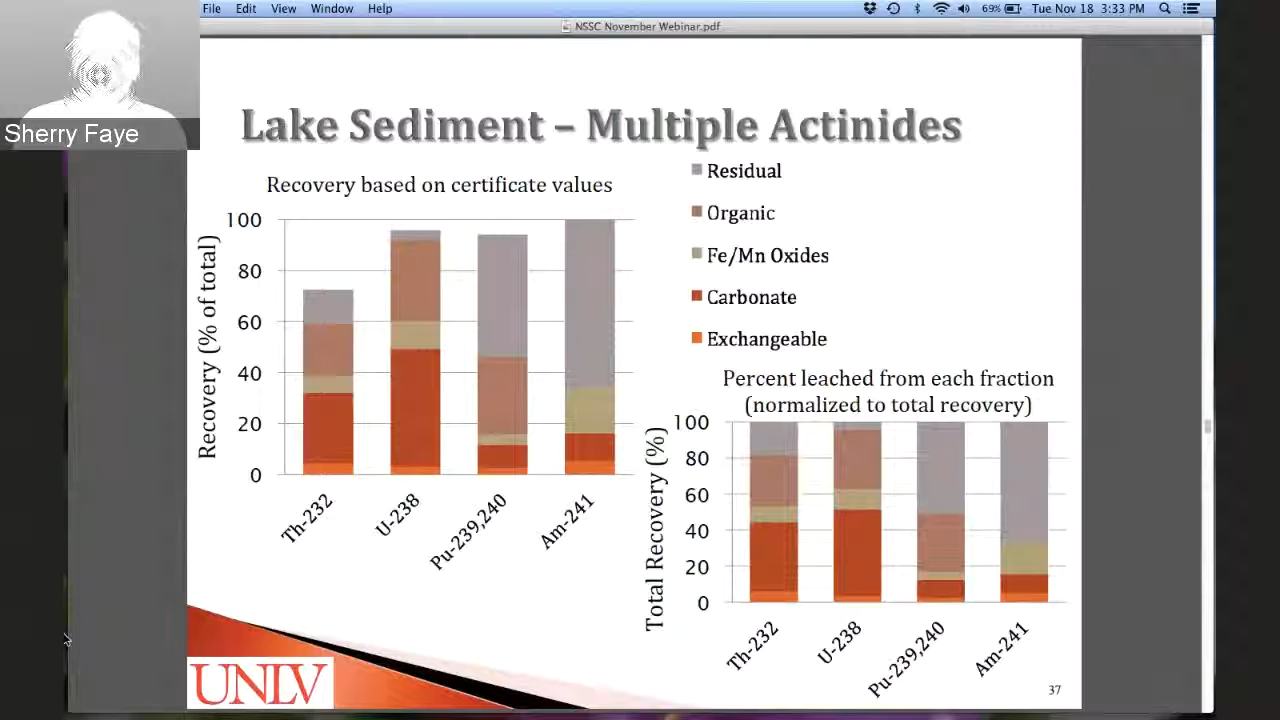 File Edit View Window Help
69% Tue Nov 18 3:33 PM
NSSC November Webinar.pdf
Sherry Faye
Lake Sediment – Multiple Actinides
Recovery based on certificate values
Recovery (% of total)
100
80
60
40
20
0
Th-232
U-238
Pu-239,240
Am-241
Residual
Organic
Fe/Mn Oxides
Carbonate
Exchangeable
Percent leached from each fraction
(normalized to total recovery)
Total Recovery (%)
100
80
60
40
20
0
Th-232
U-238
Pu-239,240
Am-241
UNLV
37